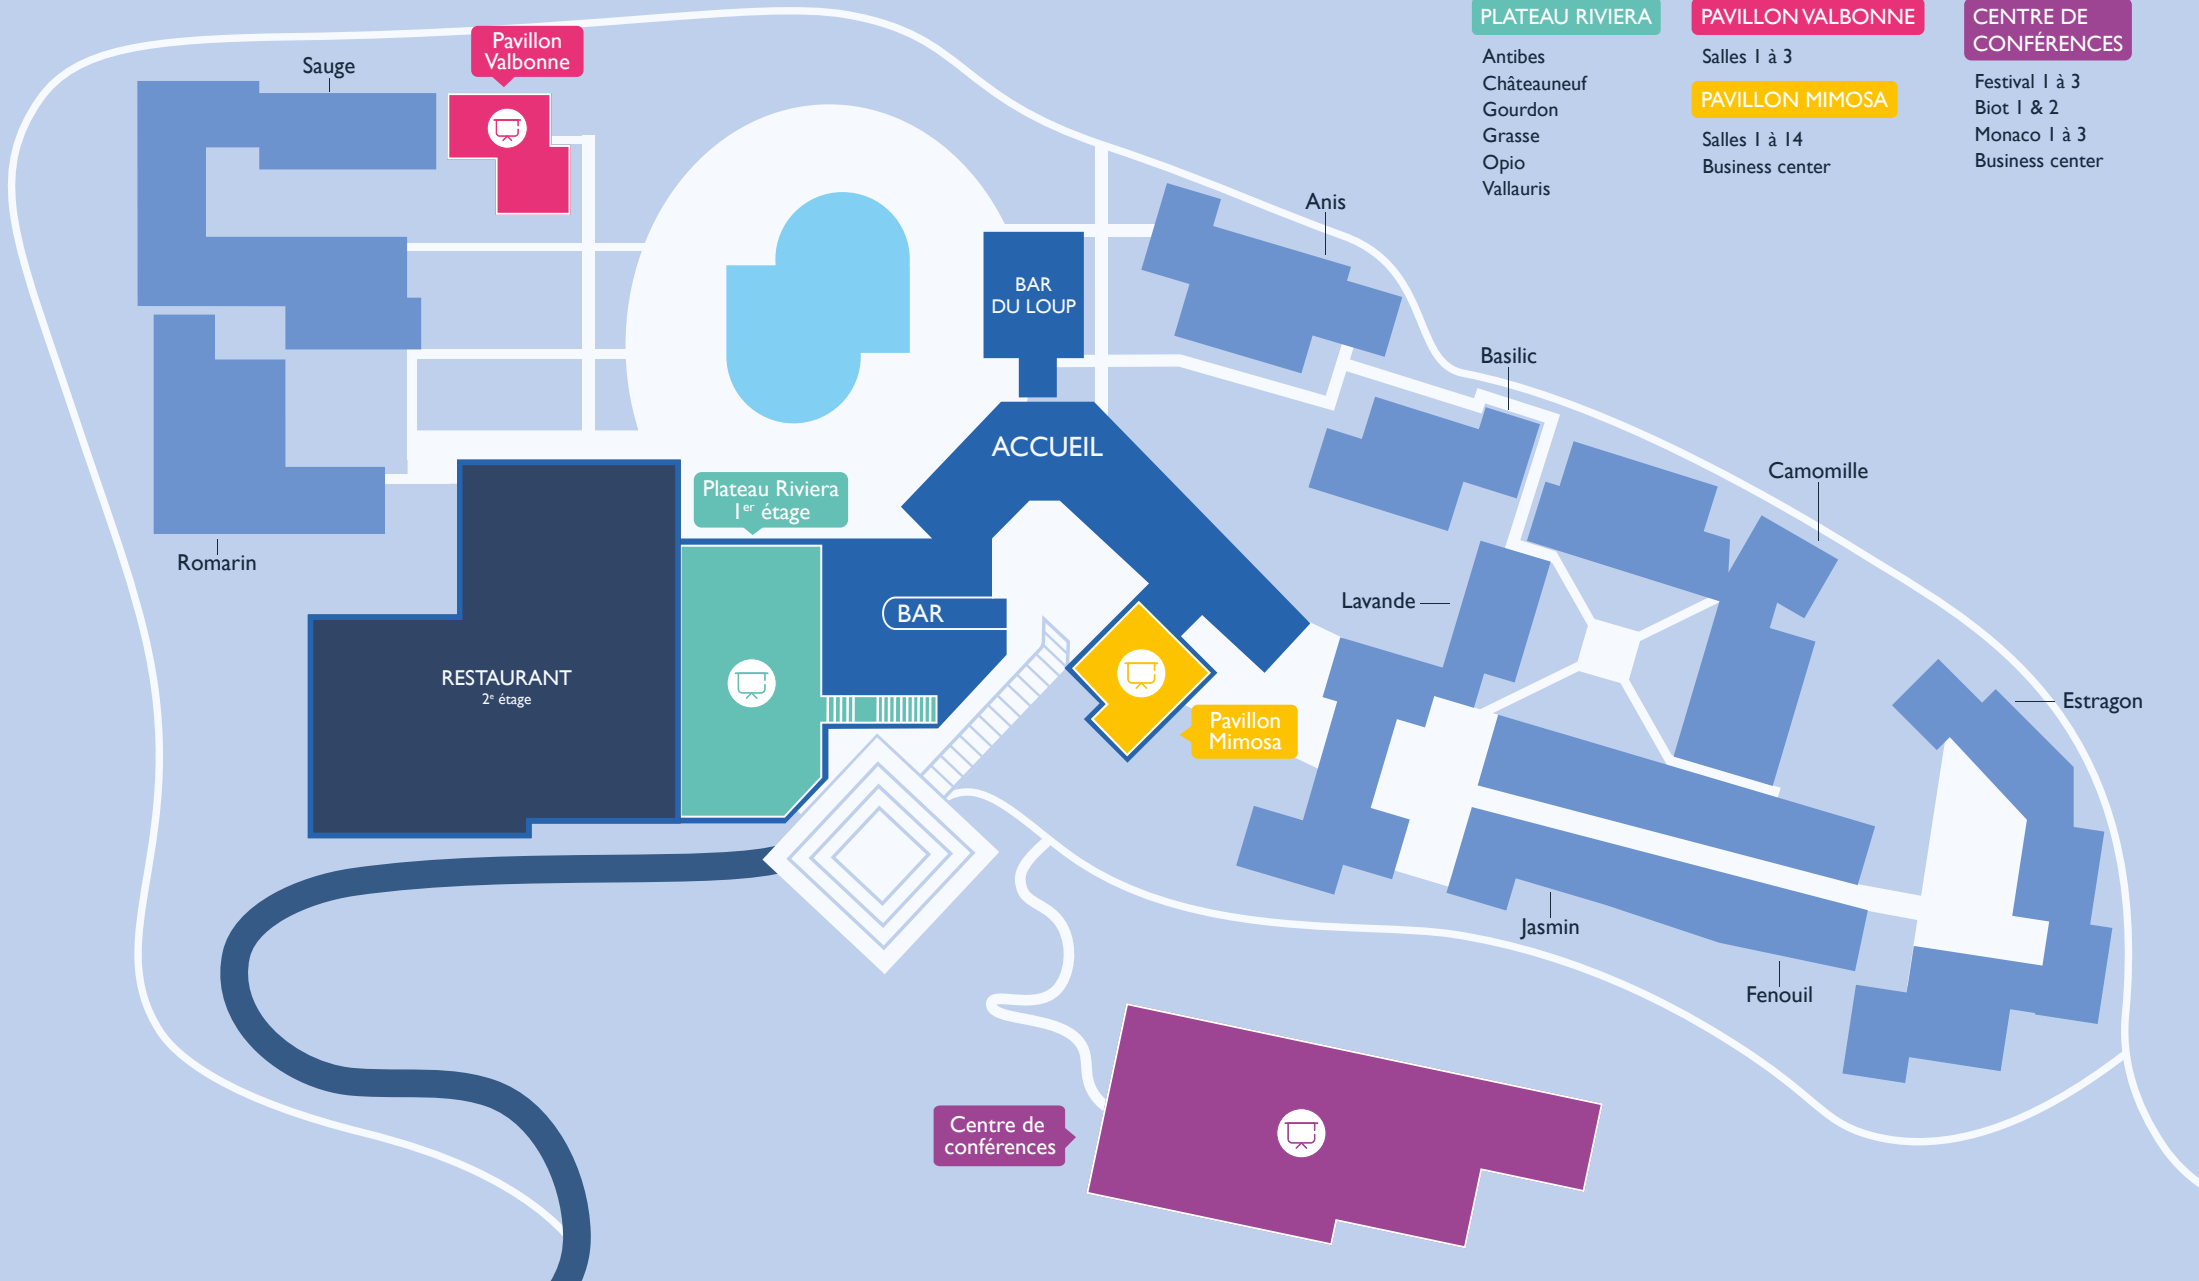 PLATEAU RIVIERA
Antibes
Châteauneuf
Gourdon
Grasse
Opio
Vallauris
PAVILLON VALBONNE
Salles 1 à 3
PAVILLON MIMOSA
Salles 1 à 14
Business center
CENTRE DE
CONFÉRENCES
Festival 1 à 3
Biot 1 & 2
Monaco 1 à 3
Business center
Pavillon
Valbonne
Sauge
Anis
BAR
DU LOUP
Basilic
ACCUEIL
Camomille
Plateau Riviera
1er étage
Romarin
Lavande
BAR
RESTAURANT
2e étage
Estragon
Pavillon
Mimosa
Jasmin
Fenouil
Centre de
conférences